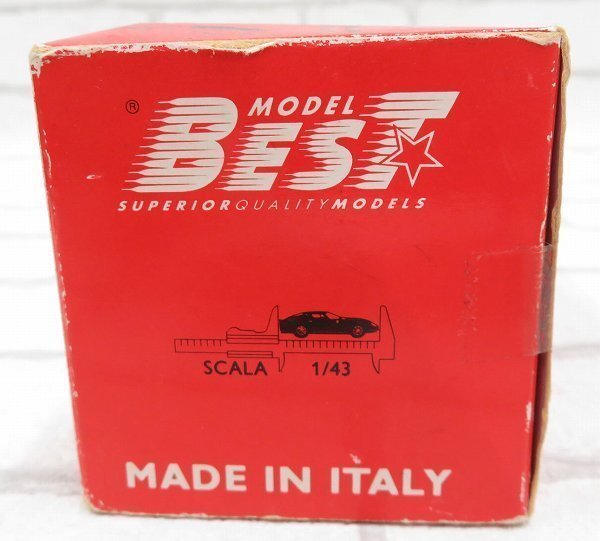 MODEL
® BEST
SUPERIORQUALITYMODELS
SCALA 1/43
MADE IN ITALY